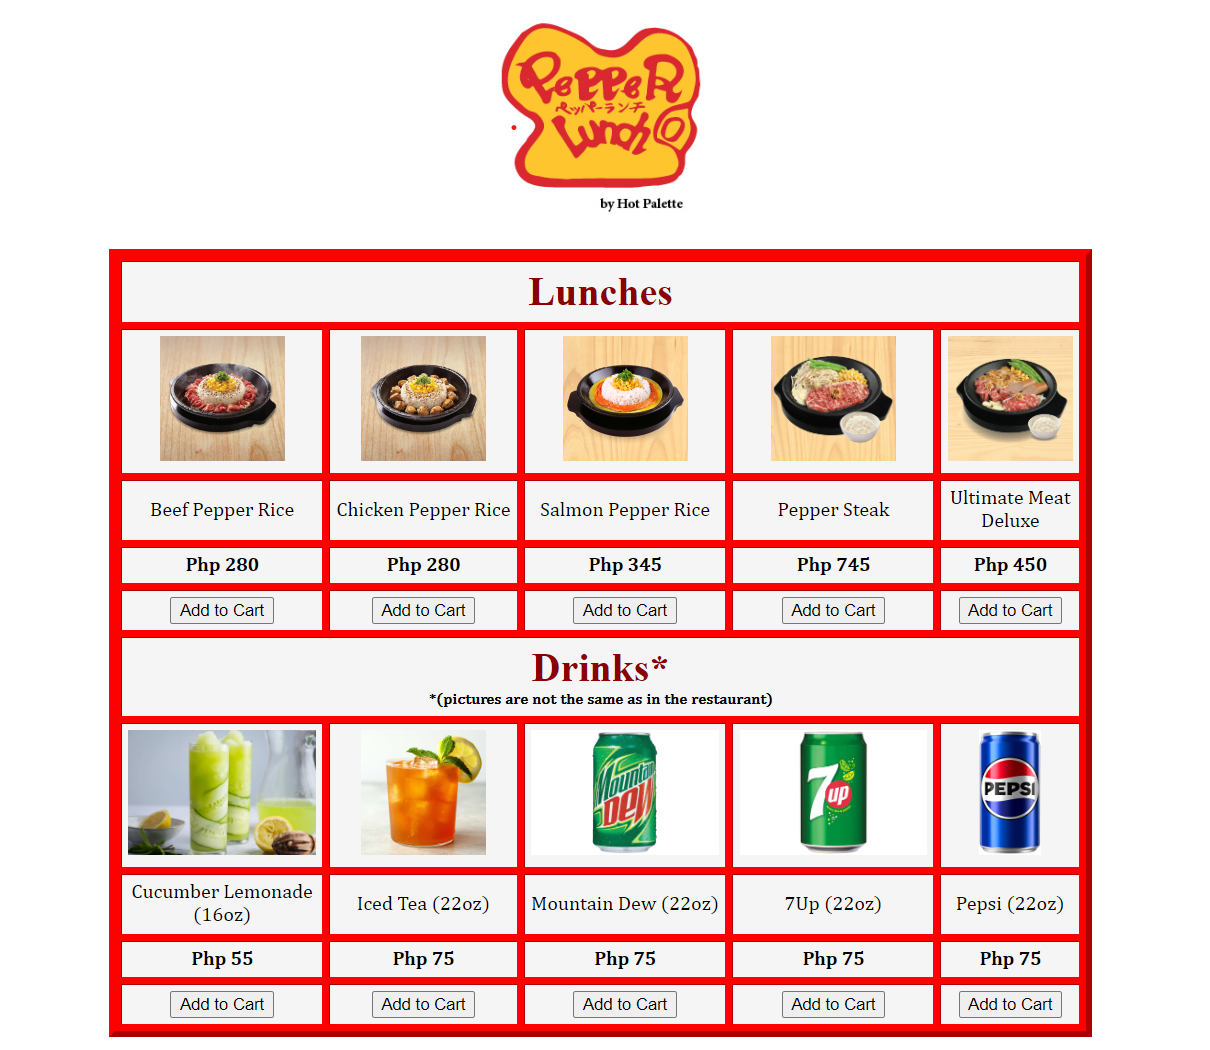 PePPeR
ペッパーランチ
Lunch
by Hot Palette
Lunches
Beef Pepper Rice
Chicken Pepper Rice
Salmon Pepper Rice
Pepper Steak
Ultimate Meat
Deluxe
Php 280
Php 280
Php 345
Php 745
Php 450
Add to Cart
Add to Cart
Add to Cart
Add to Cart
Add to Cart
Drinks*
*(pictures are not the same as in the restaurant)
Mountain
Dew
7up
PEPSI
Cucumber Lemonade
(16oz)
Iced Tea (22oz)
Mountain Dew (22oz)
7Up (22oz)
Pepsi (22oz)
Php 55
Php 75
Php 75
Php 75
Php 75
Add to Cart
Add to Cart
Add to Cart
Add to Cart
Add to Cart